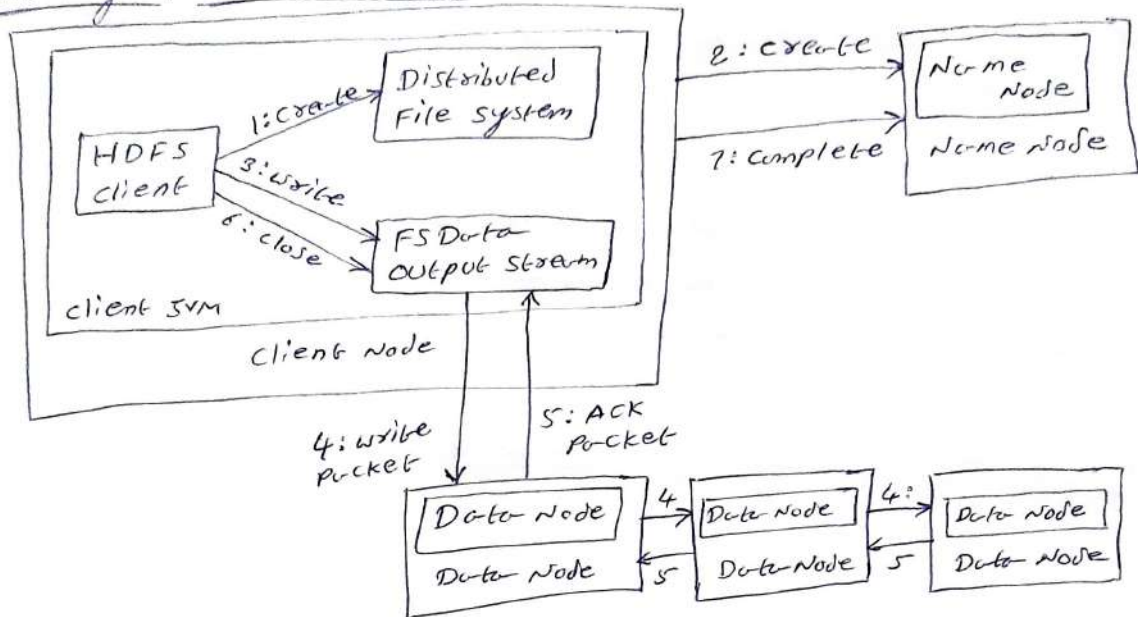 1: create
Distributed
File system
HDFS
client
3: write
6: close
FSData
output stream
client JVM
client Node
2: create
7: complete
Name
Node
Name Node
4: write
packet
5: ACK
packet
Data Node
Data Node
4
5
Data Node
Data Node
4:
5
Data Node
Data Node